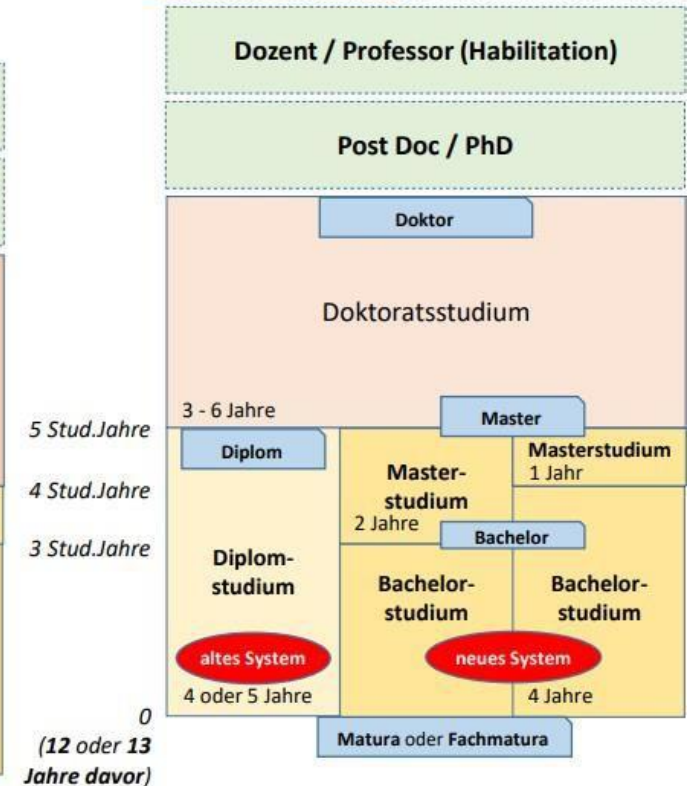 Dozent / Professor (Habilitation)
Post Doc / PhD
Doktor
Doktoratsstudium
3 - 6 Jahre
5 Stud.Jahre
Master
Diplom
Master-
studium
2 Jahre
Masterstudium
1 Jahr
4 Stud.Jahre
3 Stud.Jahre
Bachelor
Diplom-
studium
Bachelor-
studium
Bachelor-
studium
altes System
neues System
4 oder 5 Jahre
4 Jahre
0
(12 oder 13
Jahre davor)
Matura oder Fachmatura